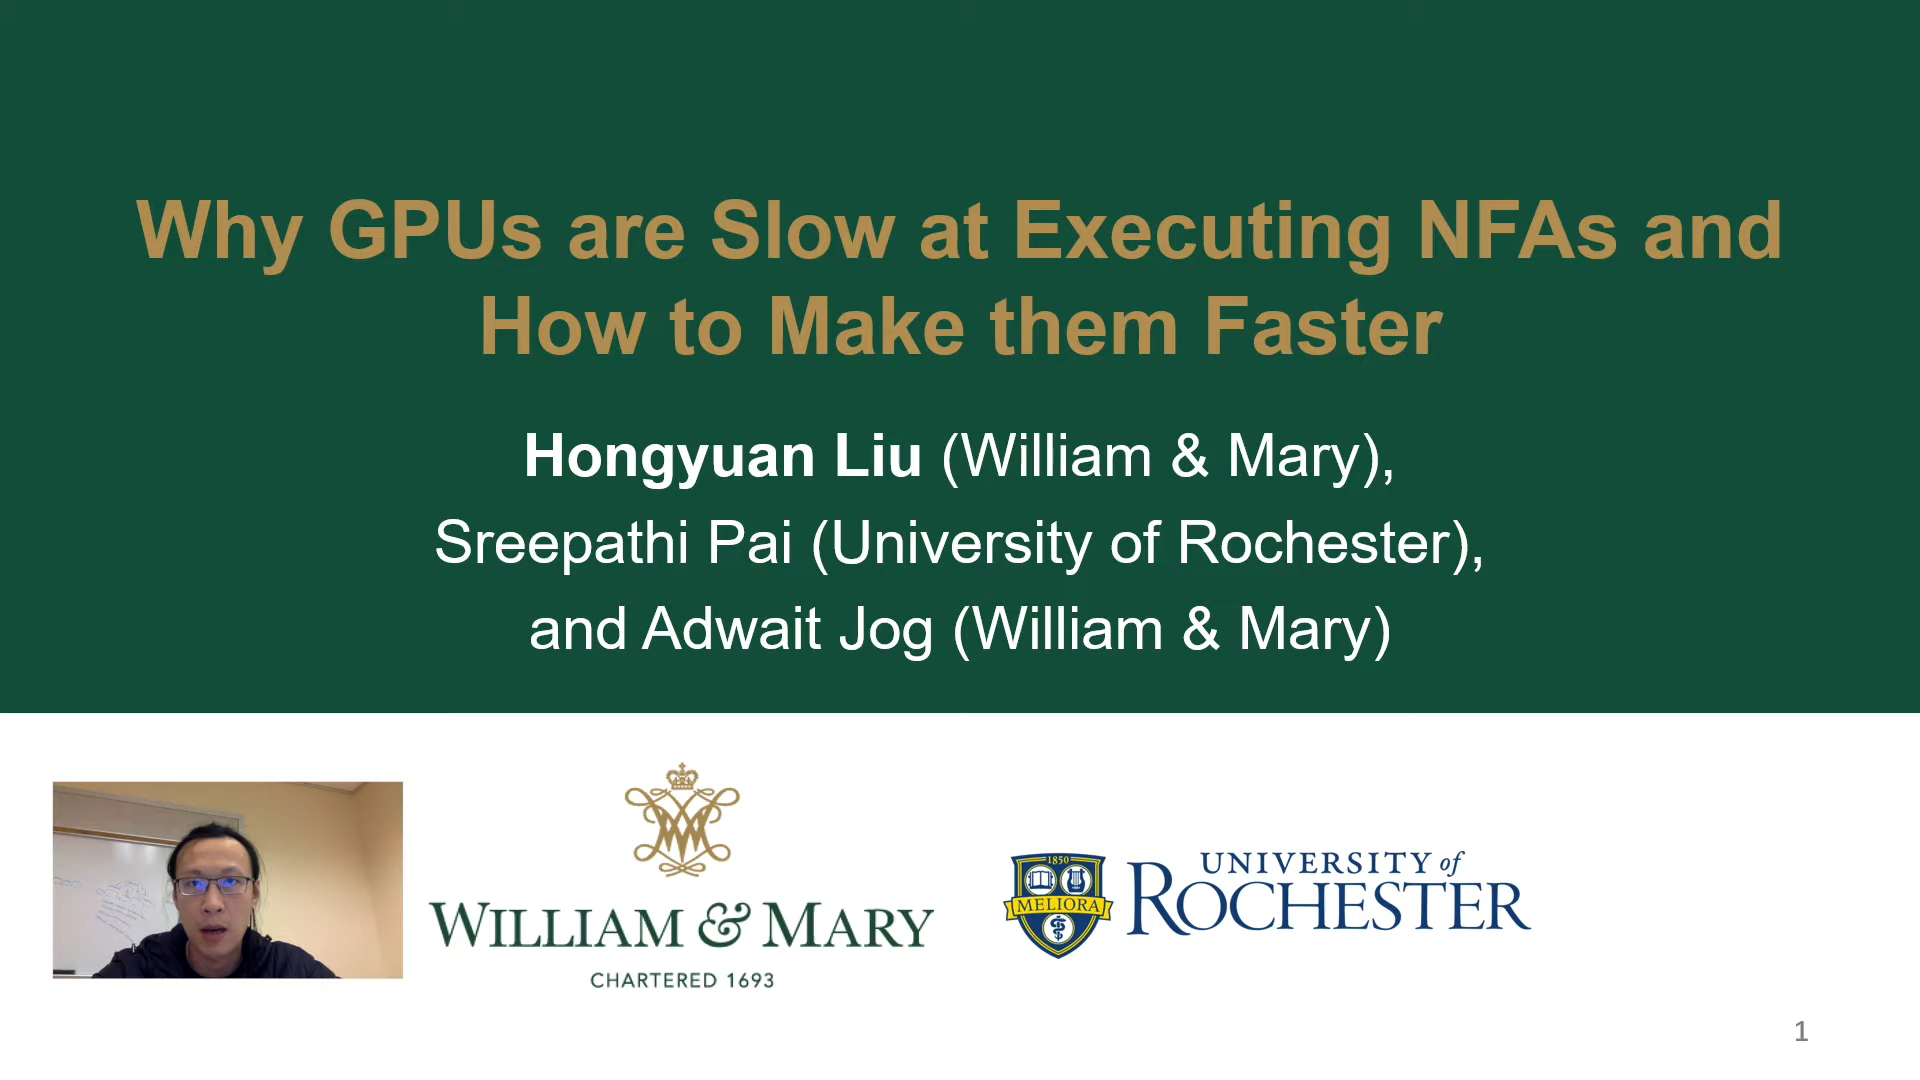 Why GPUs are Slow at Executing NFAs and
How to Make them Faster
Hongyuan Liu (William & Mary),
Sreepathi Pai (University of Rochester),
and Adwait Jog (William & Mary)
WILLIAM & MARY
CHARTERED 1693
1850
MELIORA
UNIVERSITY of
ROCHESTER
1